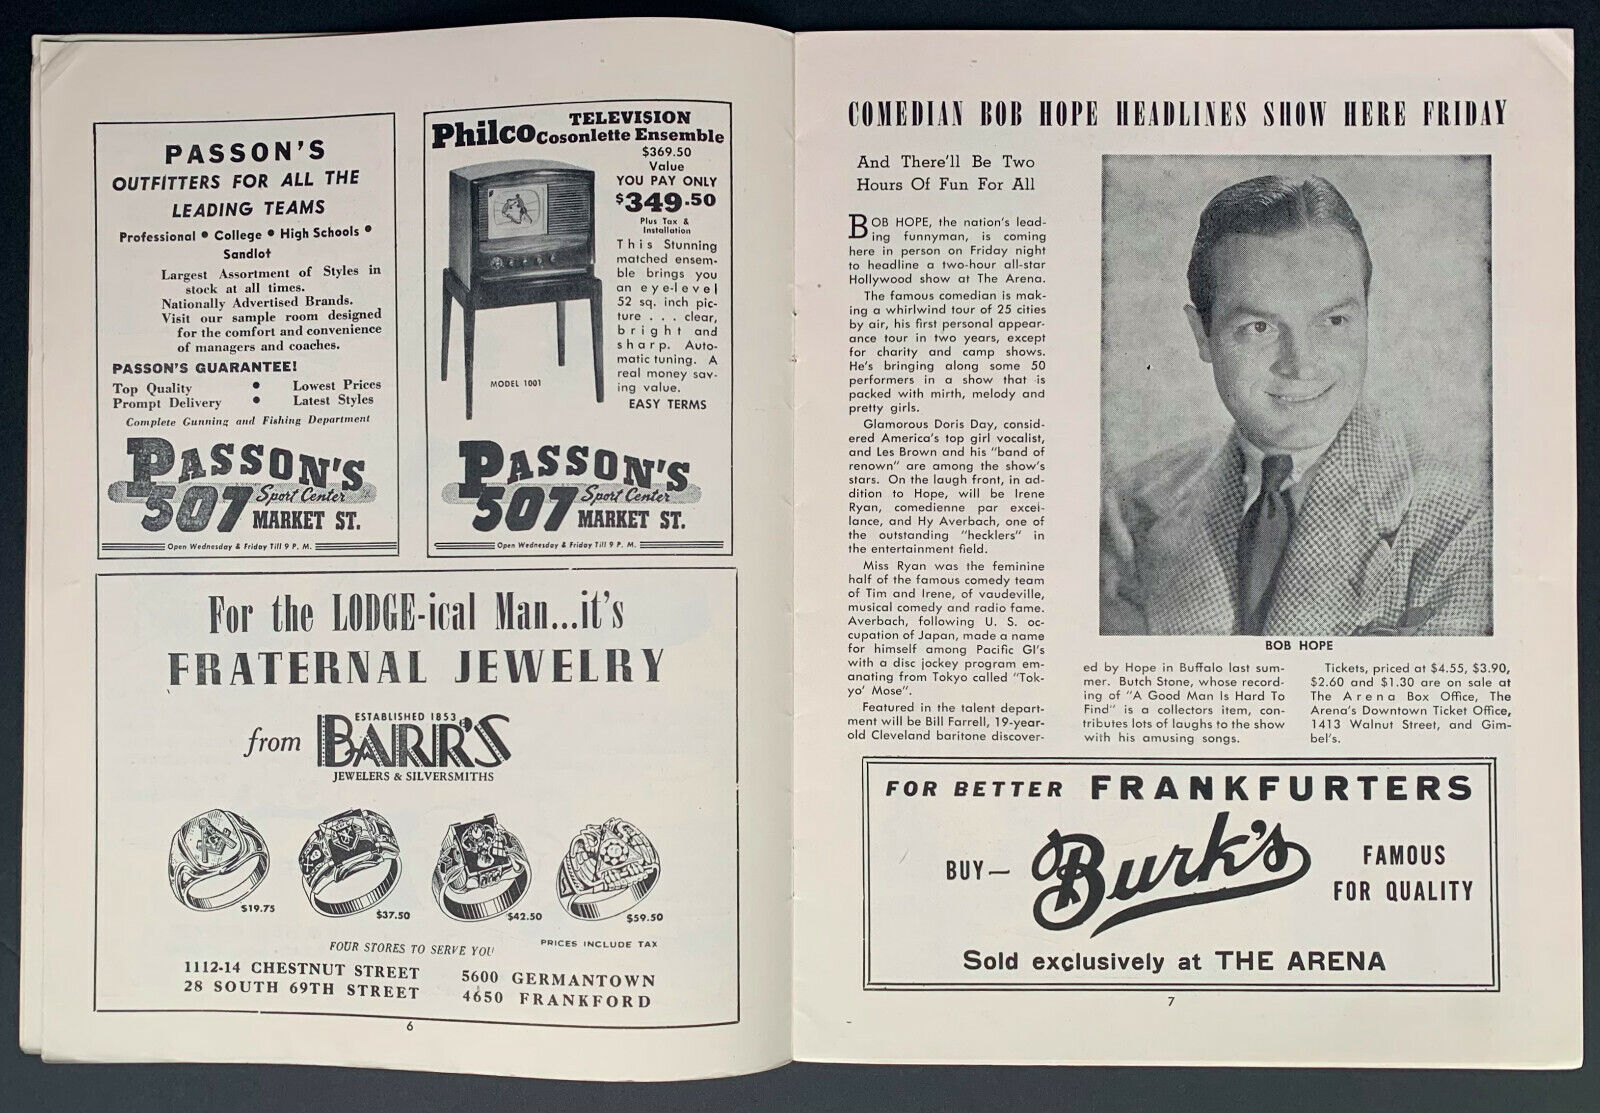 PASSON'S
OUTFITTERS FOR ALL THE
LEADING TEAMS
Professional • College • High Schools •
Sandlot
Largest Assortment of Styles in
stock at all times.
Nationally Advertised Brands.
Visit our sample room designed
for the comfort and convenience
of managers and coaches.
PASSON'S GUARANTEE!
Top Quality • Lowest Prices
Prompt Delivery • Latest Styles
Complete Gunning and Fishing Department
PASSON'S
507 Sport Center
MARKET ST.
Open Wednesday & Friday Till 9 P. M.
Philco TELEVISION
Cosonlette Ensemble
$369.50
Value
YOU PAY ONLY
$349.50
Plus Tax &
Installation
This Stunning
matched ensem-
ble brings you
an eye-level
52 sq. inch pic-
ture . . . clear,
bright and
sharp. Auto-
matic tuning. A
real money sav-
ing value.
EASY TERMS
MODEL 1001
PASSON'S
507 Sport Center
MARKET ST.
Open Wednesday & Friday Till 9 P. M.
For the LODGE-ical Man...it's
FRATERNAL JEWELRY
from
ESTABLISHED 1853
BARR'S
JEWELERS & SILVERSMITHS
$19.75
$37.50
$42.50
$59.50
FOUR STORES TO SERVE YOU
PRICES INCLUDE TAX
1112-14 CHESTNUT STREET
28 SOUTH 69TH STREET
5600 GERMANTOWN
4650 FRANKFORD
6
COMEDIAN BOB HOPE HEADLINES SHOW HERE FRIDAY
And There'll Be Two
Hours Of Fun For All
BOB HOPE, the nation's lead-
ing funnyman, is coming
here in person on Friday night
to headline a two-hour all-star
Hollywood show at The Arena.
The famous comedian is mak-
ing a whirlwind tour of 25 cities
by air, his first personal appear-
ance tour in two years, except
for charity and camp shows.
He's bringing along some 50
performers in a show that is
packed with mirth, melody and
pretty girls.
Glamorous Doris Day, consid-
ered America's top girl vocalist,
and Les Brown and his "band of
renown" are among the show's
stars. On the laugh front, in ad-
dition to Hope, will be Irene
Ryan, comedienne par excel-
lance, and Hy Averbach, one of
the outstanding "hecklers" in
the entertainment field.
Miss Ryan was the feminine
half of the famous comedy team
of Tim and Irene, of vaudeville,
musical comedy and radio fame.
Averbach, following U. S. oc-
cupation of Japan, made a name
for himself among Pacific GI's
with a disc jockey program em-
anating from Tokyo called "Tok-
yo' Mose".
Featured in the talent depart-
ment will be Bill Farrell, 19-year-
old Cleveland baritone discover-
BOB HOPE
ed by Hope in Buffalo last sum-
mer. Butch Stone, whose record-
ing of "A Good Man Is Hard To
Find" is a collectors item, con-
tributes lots of laughs to the show
with his amusing songs.
Tickets, priced at $4.55, $3.90,
$2.60 and $1.30 are on sale at
The Arena Box Office, The
Arena's Downtown Ticket Office,
1413 Walnut Street, and Gim-
bel's.
FOR BETTER FRANKFURTERS
BUY—
Burk's
FAMOUS
FOR QUALITY
Sold exclusively at THE ARENA
7